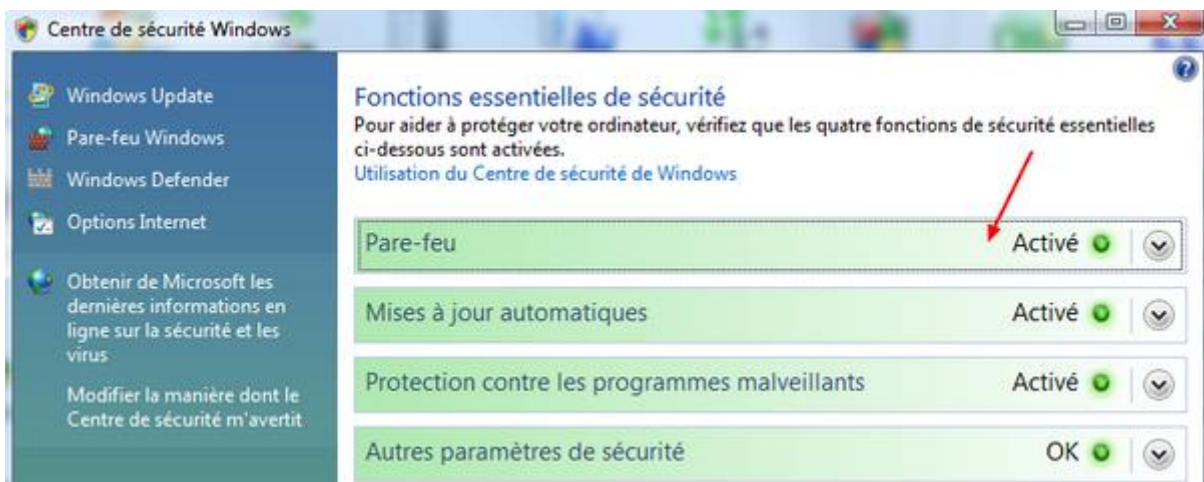 Centre de sécurité Windows
Windows Update
Pare-feu Windows
Windows Defender
Options Internet
Obtenir de Microsoft les
dernières informations en
ligne sur la sécurité et les
virus
Modifier la manière dont le
Centre de sécurité m'avertit
Fonctions essentielles de sécurité
Pour aider à protéger votre ordinateur, vérifiez que les quatre fonctions de sécurité essentielles
ci-dessous sont activées.
Utilisation du Centre de sécurité de Windows
Pare-feu Activé
Mises à jour automatiques Activé
Protection contre les programmes malveillants Activé
Autres paramètres de sécurité OK